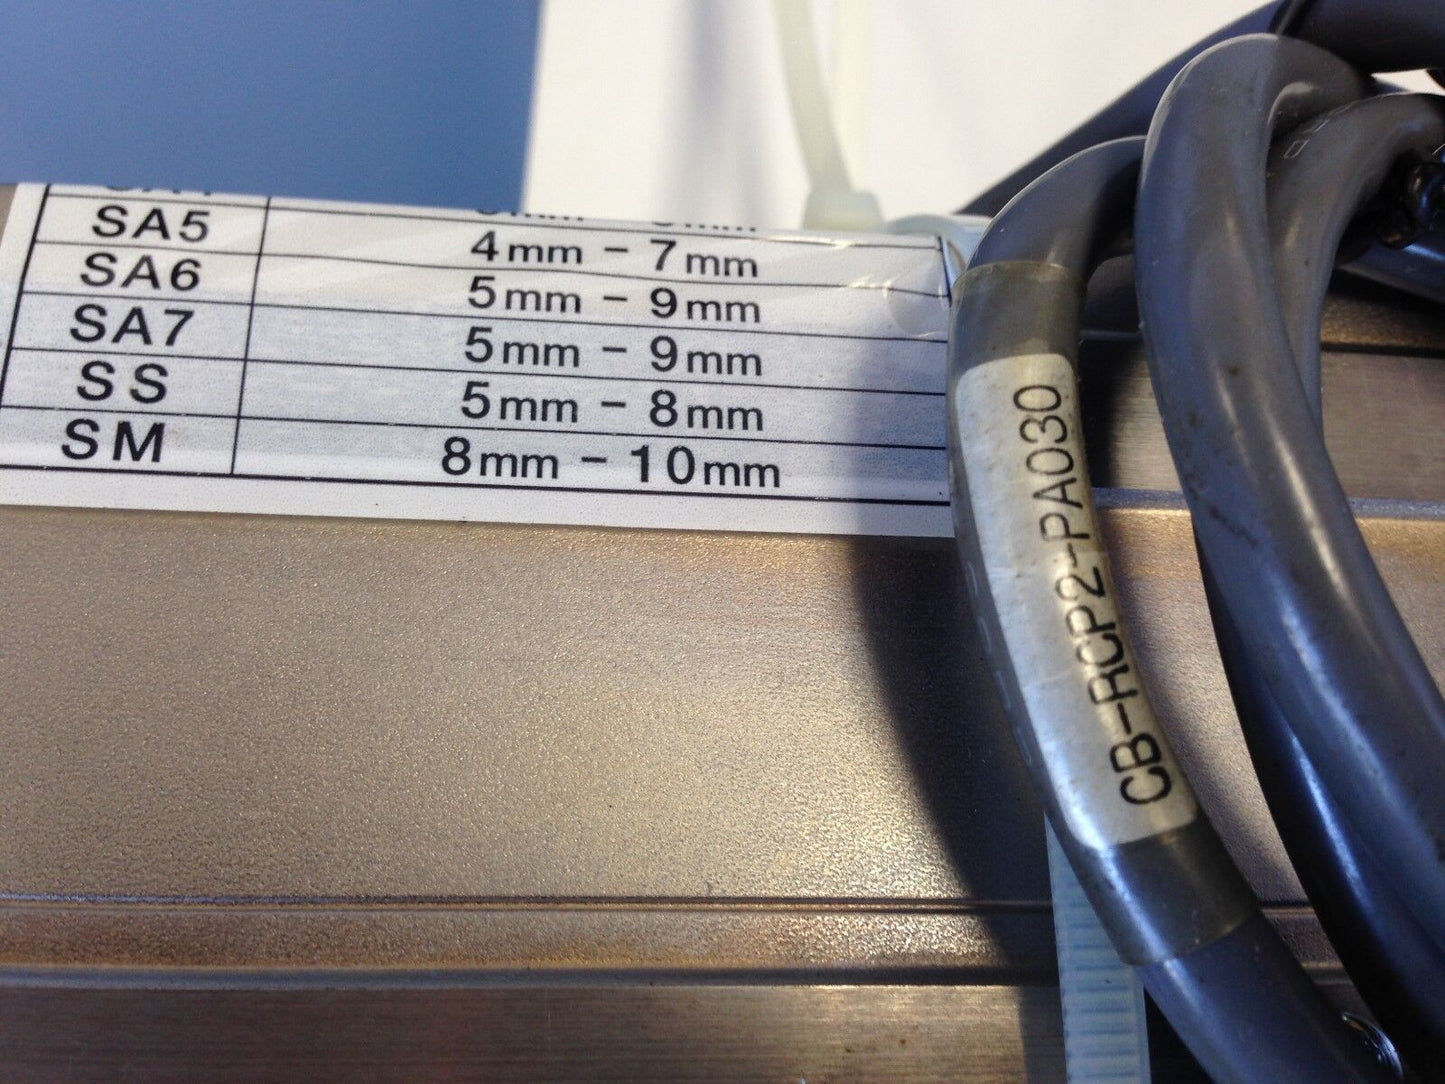 SA5 4mm - 7mm
SA6 5mm - 9mm
SA7 5mm - 9mm
SS 5mm - 8mm
SM 8mm - 10mm
CB-RCP2-PA030